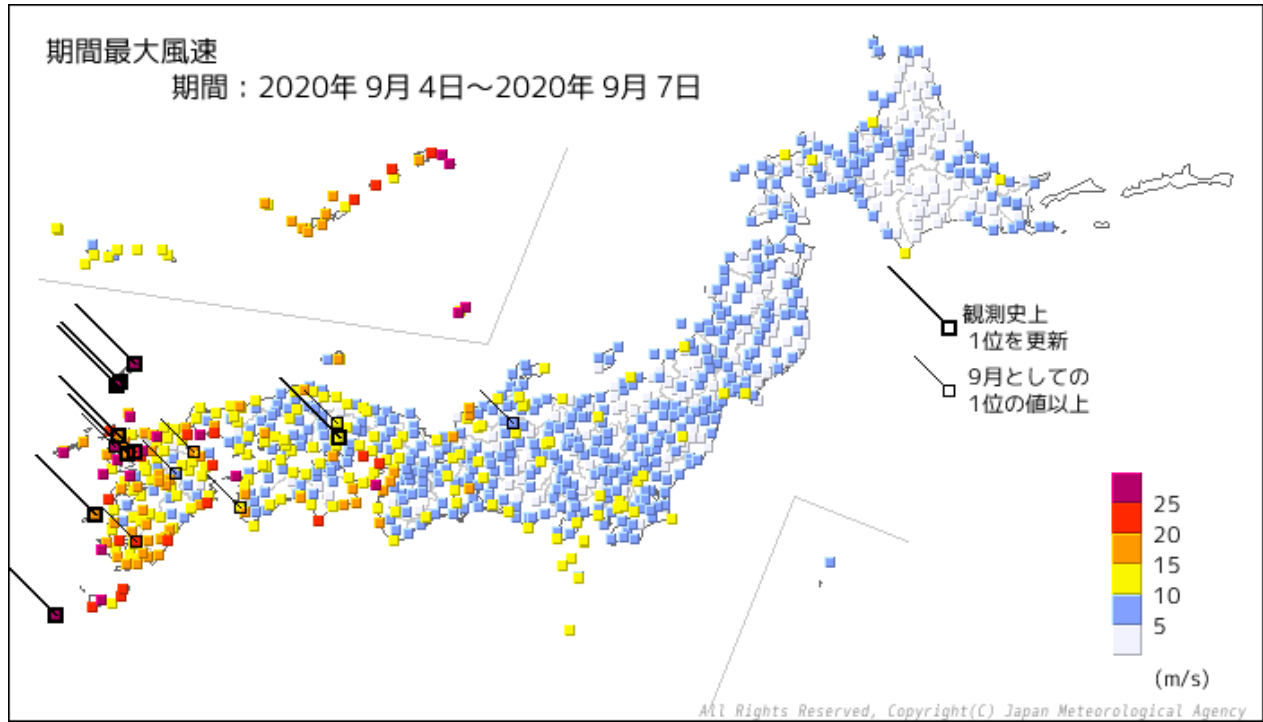 期間最大風速
期間：2020年 9月 4日～2020年 9月 7日
観測史上
1位を更新
9月としての
1位の値以上
25
20
15
10
5
(m/s)
All Rights Reserved, Copyright(C) Japan Meteorological Agency